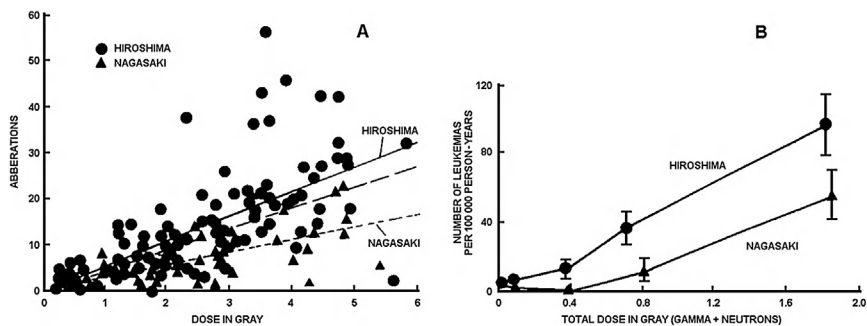 A
HIROSHIMA
NAGASAKI
60
50
40
30
20
10
0
ABBERATIONS
HIROSHIMA
NAGASAKI
0
1
2
3
4
5
6
DOSE IN GRAY
B
120
80
40
0
NUMBER OF LEUKEMIAS
PER 100 000 PERSON-YEARS
HIROSHIMA
NAGASAKI
0
0.4
0.8
1.2
1.6
2.0
TOTAL DOSE IN GRAY (GAMMA + NEUTRONS)